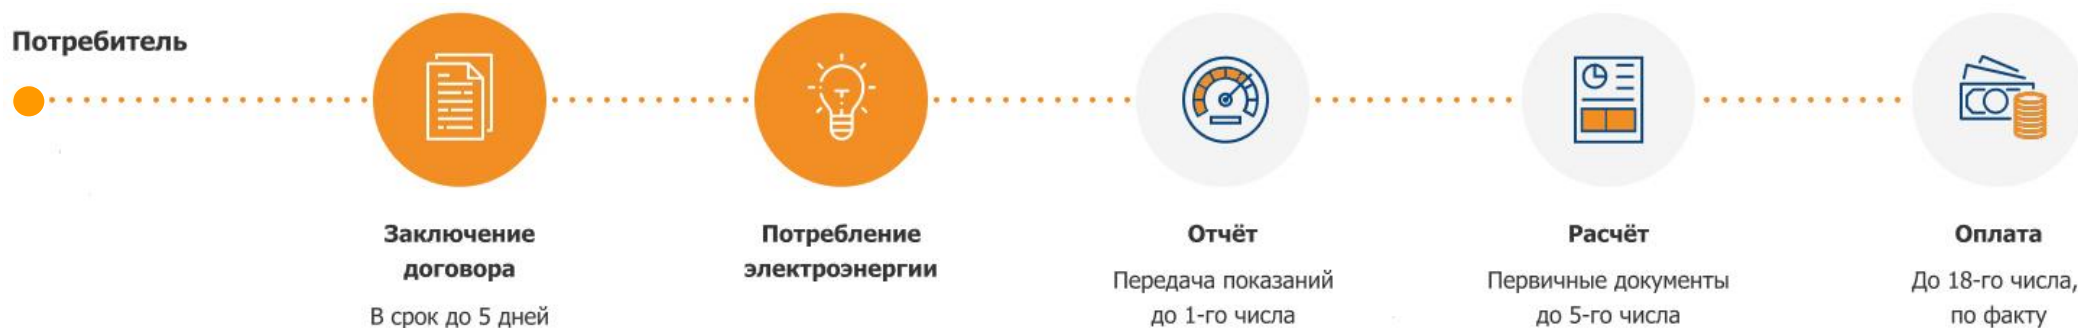 Потребитель
Заключение
договора
В срок до 5 дней
Потребление
электроэнергии
Отчёт
Передача показаний
до 1-го числа
Расчёт
Первичные документы
до 5-го числа
Оплата
До 18-го числа,
по факту